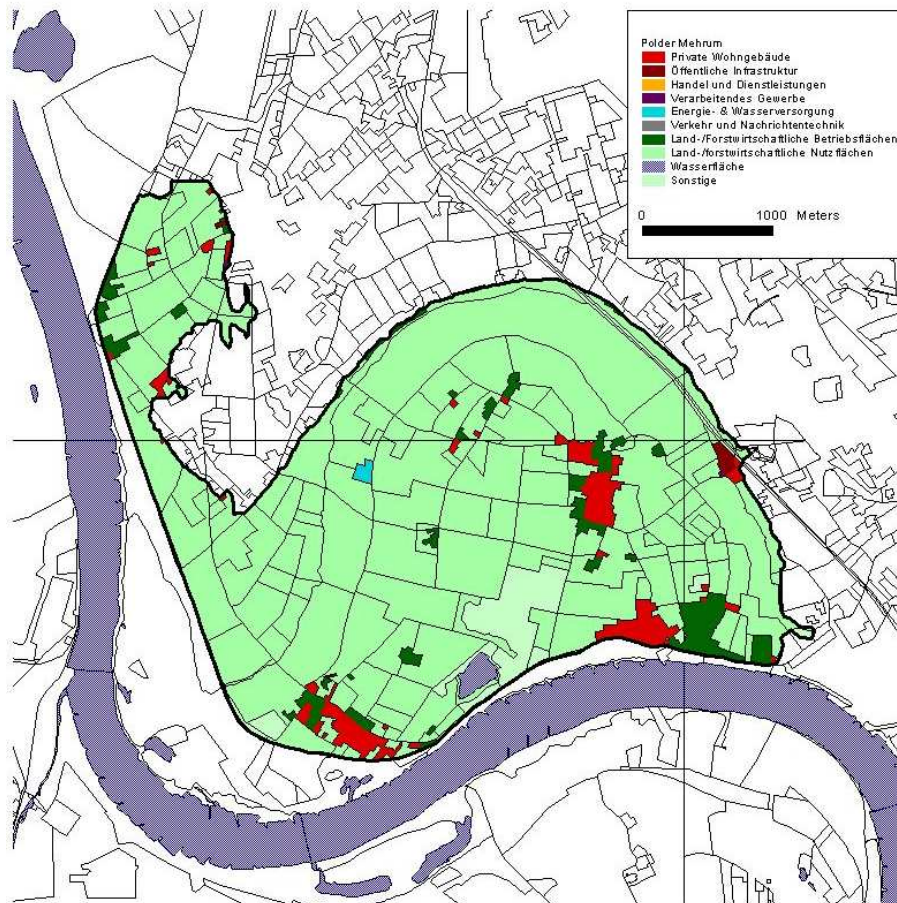 Polder Mehrum
Private Wohngebäude
Öffentliche Infrastruktur
Handel und Dienstleistungen
Verarbeitendes Gewerbe
Energie- & Wasserversorgung
Verkehr und Nachrichtentechnik
Land-/Forstwirtschaftliche Betriebsflächen
Land-/forstwirtschaftliche Nutzflächen
Wasserfläche
Sonstige
0 1000 Meters